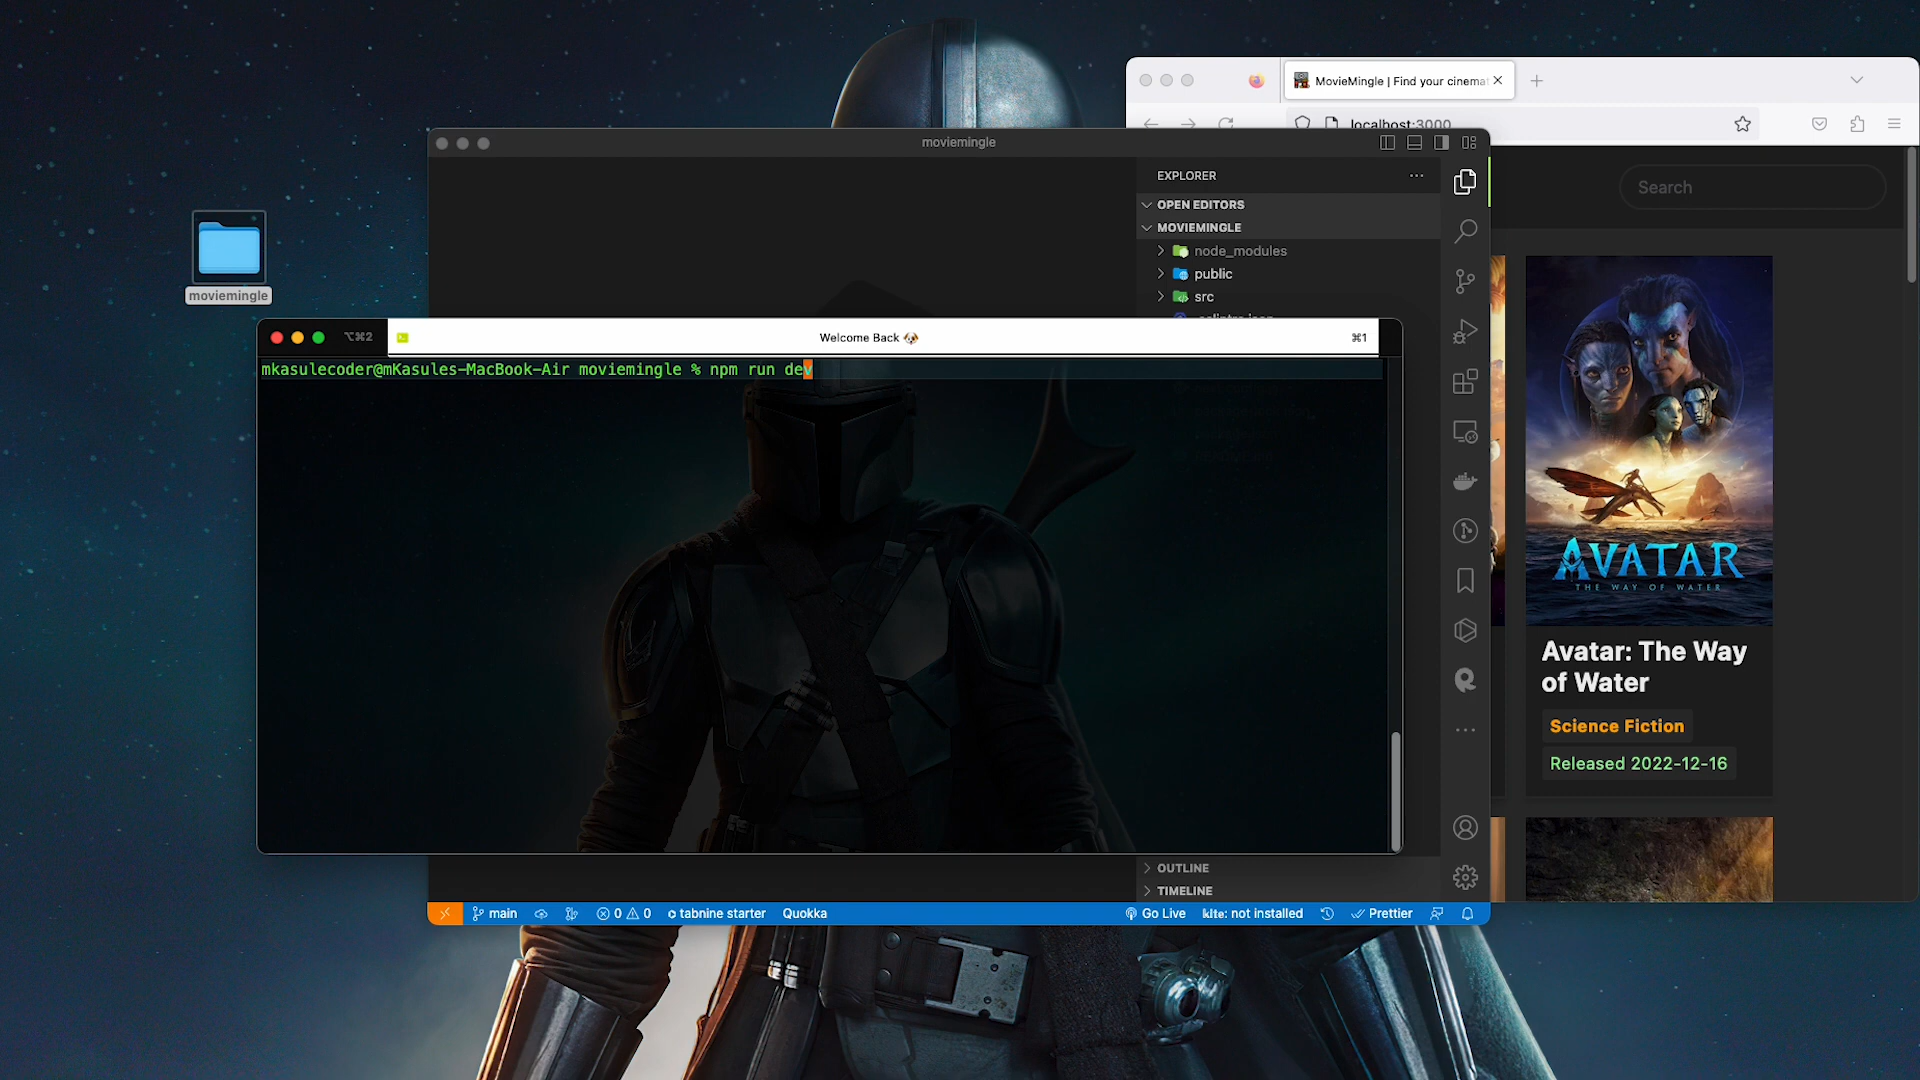 MovieMingle | Find your cinema
localhost:3000
moviemingle
Search
EXPLORER
OPEN EDITORS
MOVIEMINGLE
node_modules
public
src
moviemingle
⌥⌘2
Welcome Back 🐶
⌘1
mkasulecoder@mKasules-MacBook-Air moviemingle % npm run dev
AVATAR
THE WAY OF WATER
Avatar: The Way
of Water
Science Fiction
Released 2022-12-16
OUTLINE
TIMELINE
main
0
0
tabnine starter
Quokka
Go Live
kite: not installed
Prettier